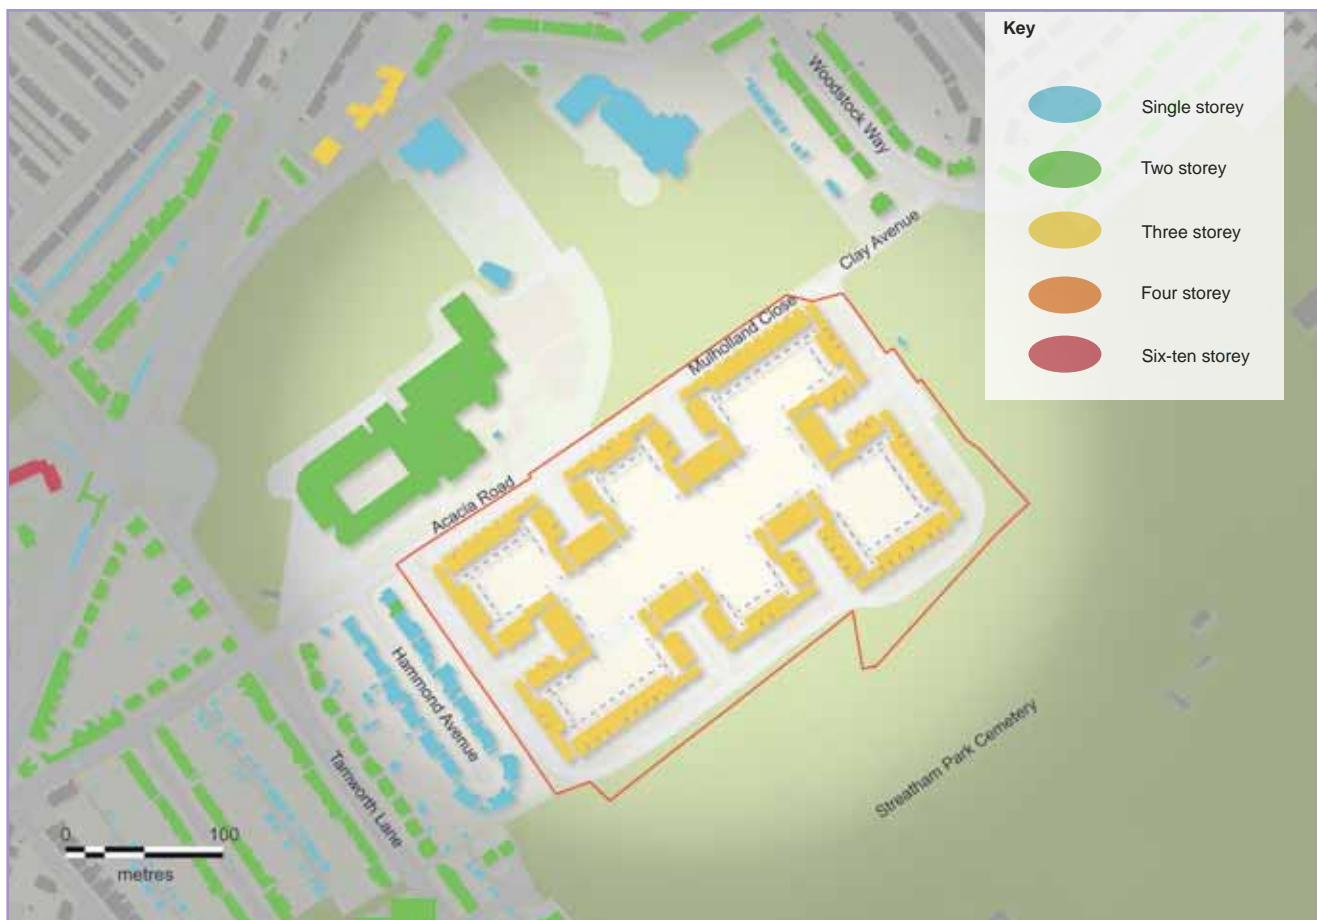 Key
Single storey
Two storey
Three storey
Four storey
Six-ten storey
Woodstock Way
Clay Avenue
Mulholland Close
Acacia Road
Hammond Avenue
Tamworth Lane
Streatham Park Cemetery
0 100
metres